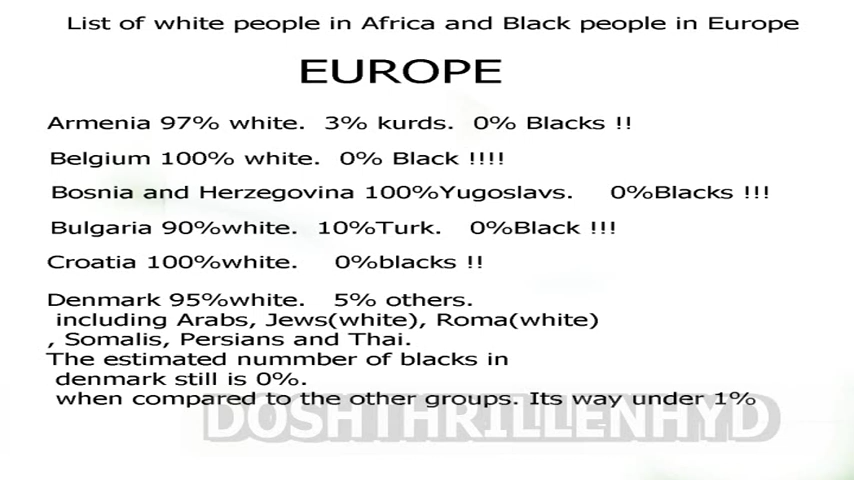 List of white people in Africa and Black people in Europe
EUROPE
Armenia 97% white.  3% kurds.  0% Blacks !!
Belgium 100% white.  0% Black !!!!
Bosnia and Herzegovina 100%Yugoslavs.    0%Blacks !!!
Bulgaria 90%white.  10%Turk.   0%Black !!!
Croatia 100%white.    0%blacks !!
Denmark 95%white.   5% others.
including Arabs, Jews(white), Roma(white)
, Somalis, Persians and Thai.
The estimated nummber of blacks in
denmark still is 0%.
when compared to the other groups. Its way under 1%
DOSHTHRILLENHYD